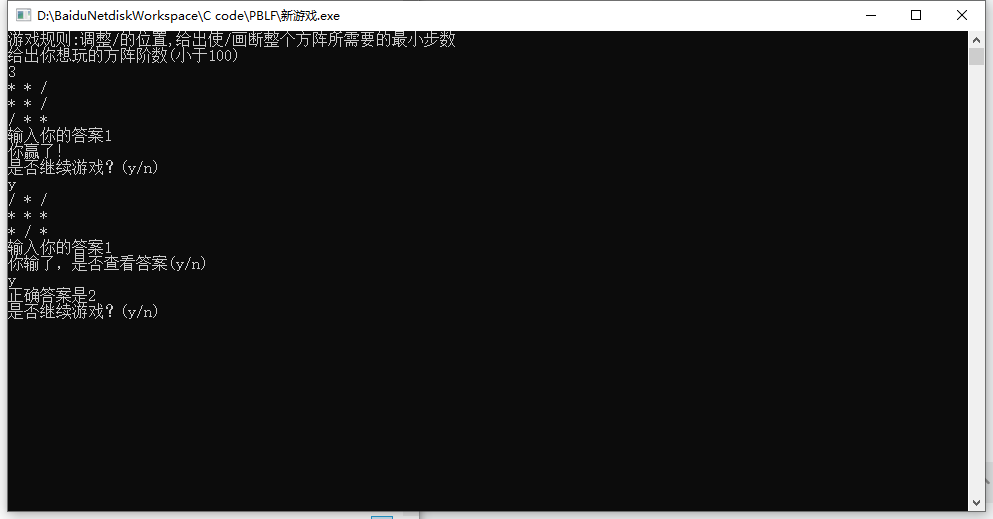 D:\BaiduNetdiskWorkspace\C code\PBLF\新游戏.exe
游戏规则:调整/的位置,给出使/画断整个方阵所需要的最小步数
给出你想玩的方阵阶数(小于100)
3
* * /
* * /
/ * *
输入你的答案1
你赢了!
是否继续游戏？(y/n)
y
/ * /
* * *
* / *
输入你的答案1
你输了，是否查看答案(y/n)
y
正确答案是2
是否继续游戏？(y/n)